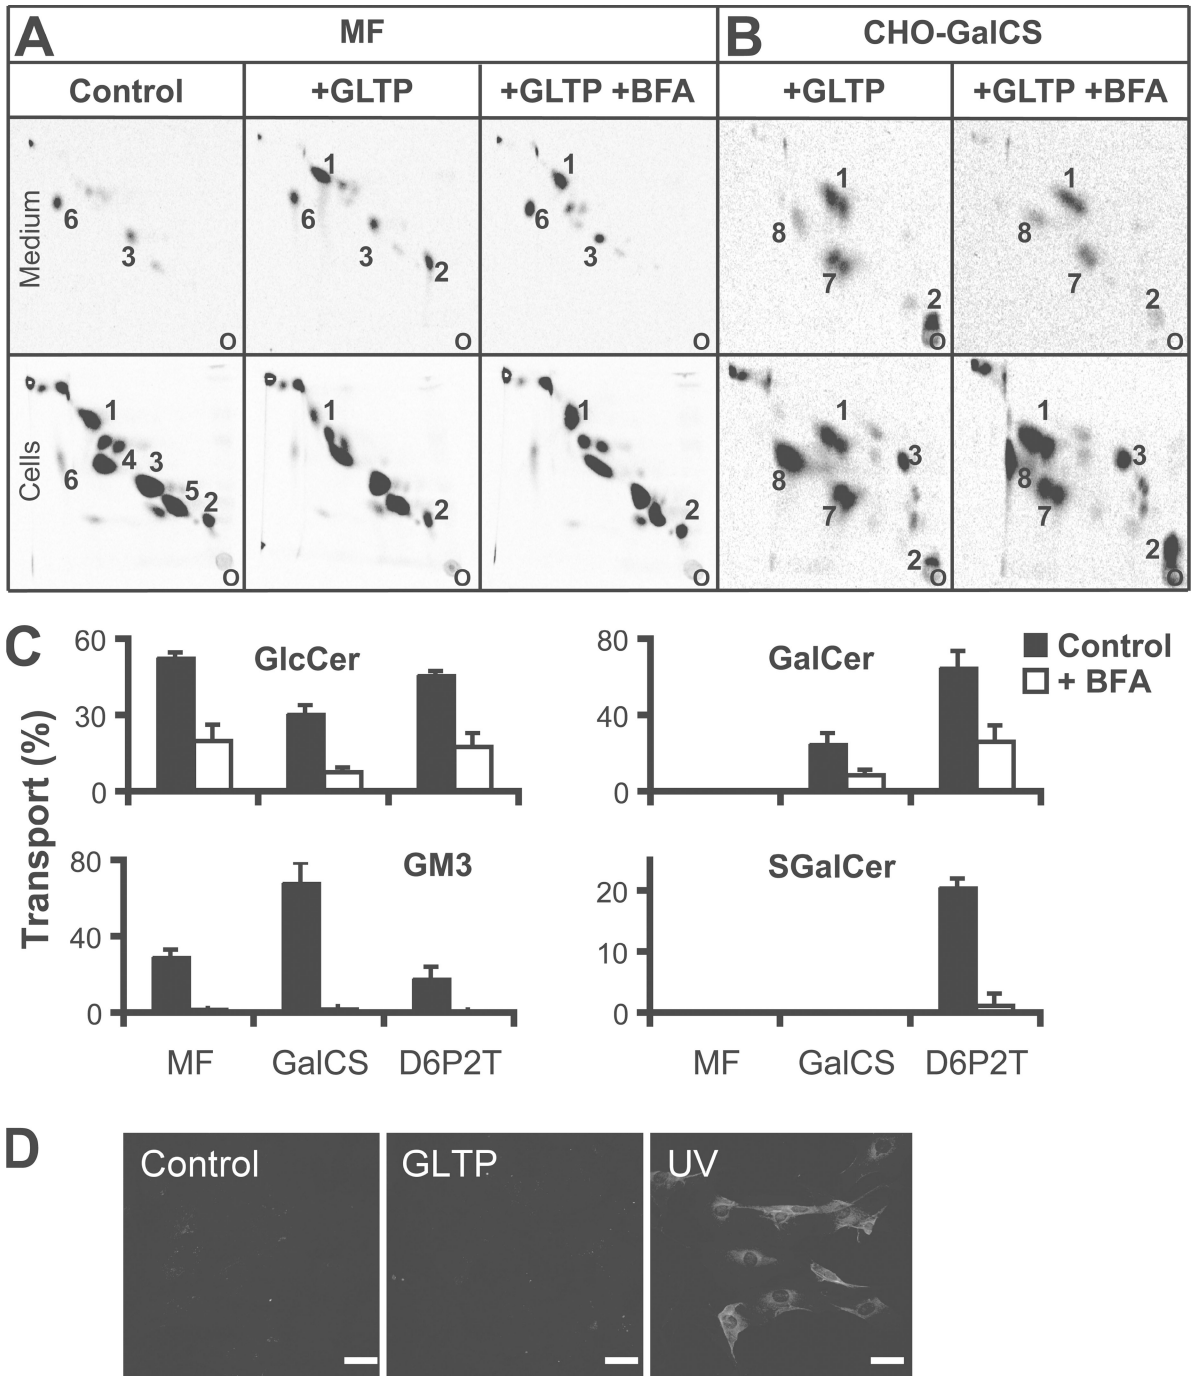 A MF B CHO-GalCS
Control +GLTP +GLTP +BFA +GLTP +GLTP +BFA
Medium
6 3 O
1 6 3 2 O
1 6 3 O
1 8 7 2 O
1 8 7 2 O
Cells
1 4 3 6 5 2 O
1 2 O
1 2 O
1 3 8 7 2 O
1 3 8 7 2 O
C
Transport (%)
GlcCer
60
30
0
GalCer
80
40
0
Control
+ BFA
GM3
80
40
0
MF GalCS D6P2T
SGalCer
20
10
0
MF GalCS D6P2T
D
Control GLTP UV